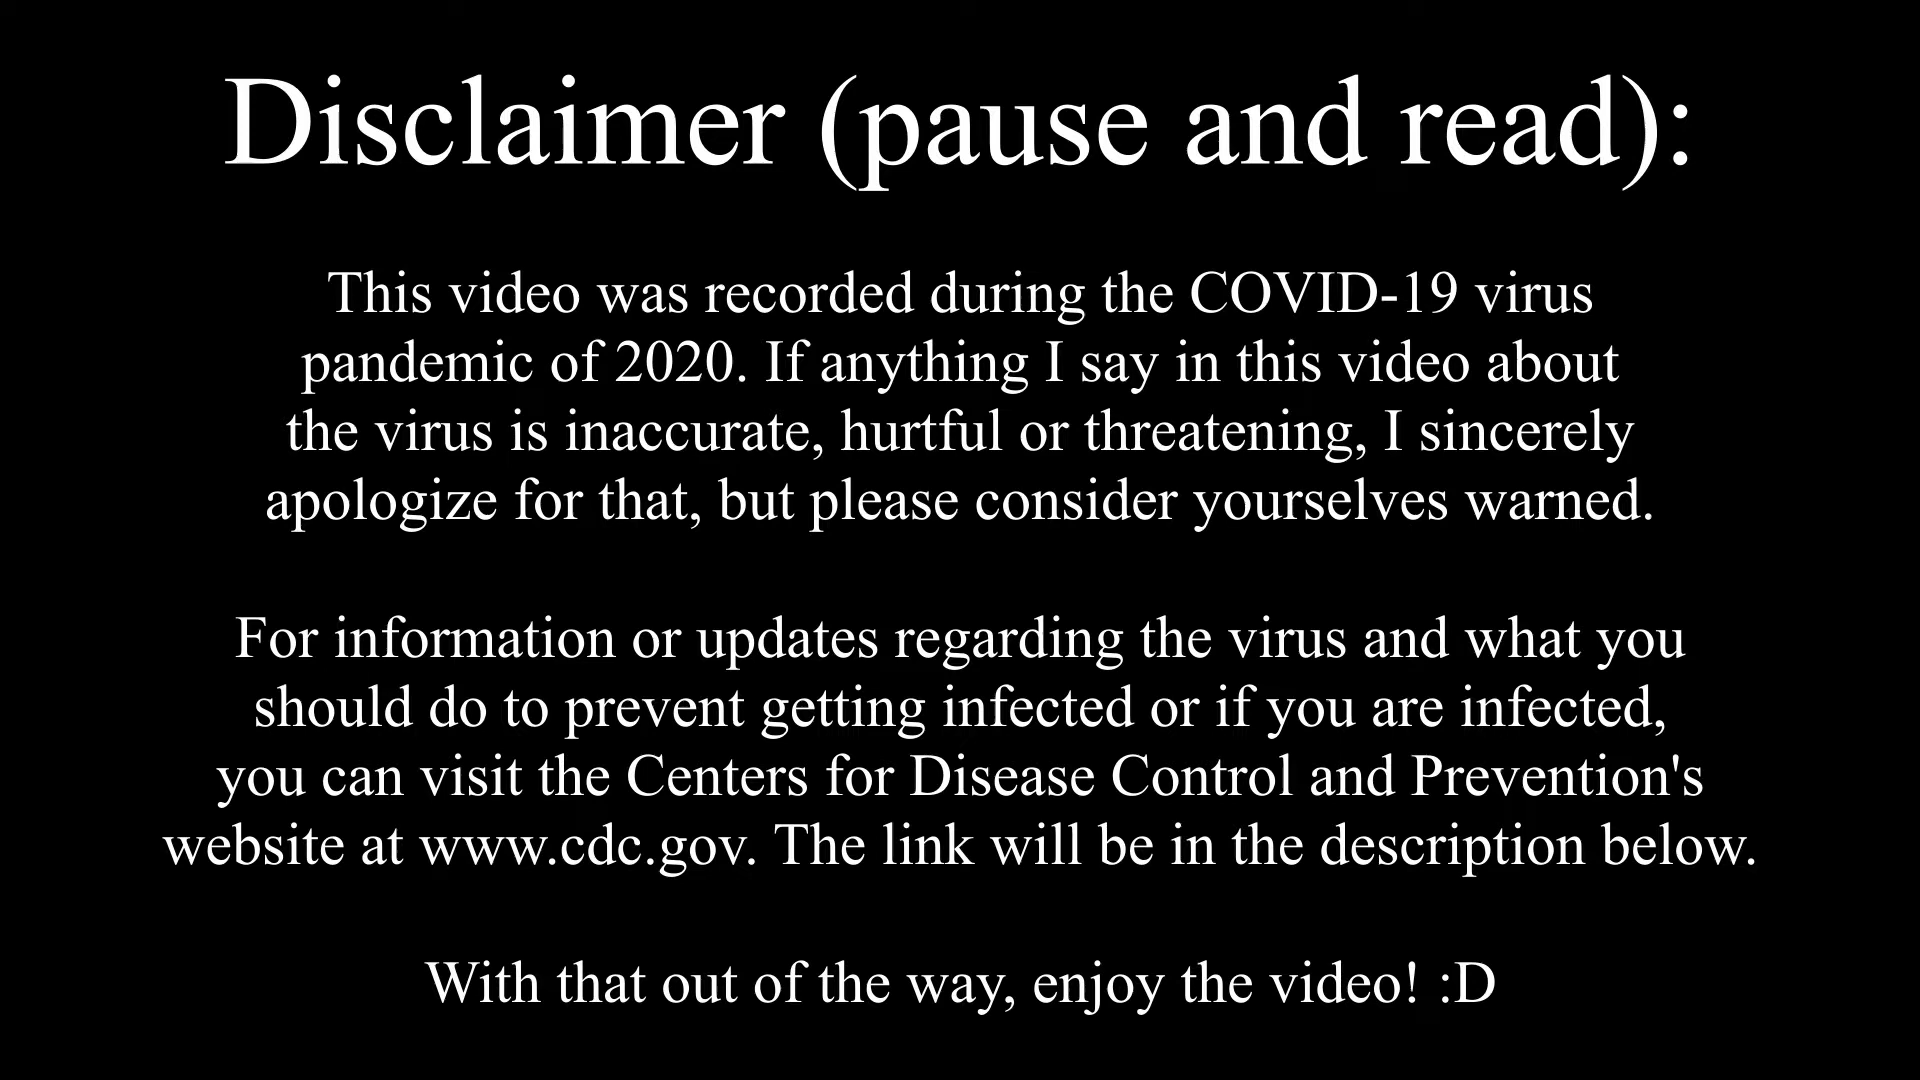 Disclaimer (pause and read):
This video was recorded during the COVID-19 virus
pandemic of 2020. If anything I say in this video about
the virus is inaccurate, hurtful or threatening, I sincerely
apologize for that, but please consider yourselves warned.
For information or updates regarding the virus and what you
should do to prevent getting infected or if you are infected,
you can visit the Centers for Disease Control and Prevention's
website at www.cdc.gov. The link will be in the description below.
With that out of the way, enjoy the video! :D